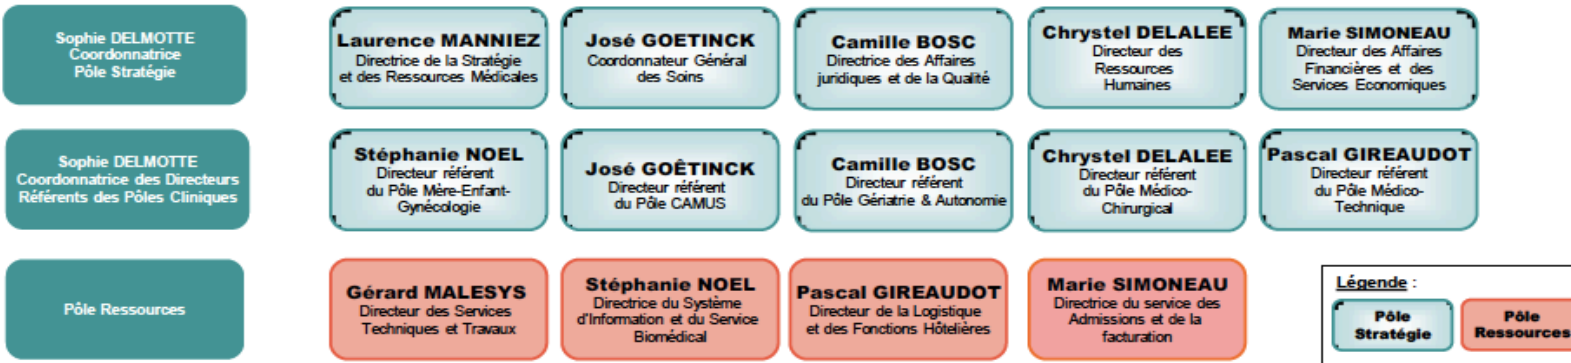 Sophie DELMOTTE
Coordonnatrice
Pôle Stratégie
Laurence MANNIEZ
Directrice de la Stratégie
et des Ressources Médicales
José GOETINCK
Coordonnateur Général
des Soins
Camille BOSC
Directrice des Affaires
juridiques et de la Qualité
Chrystel DELALEE
Directeur des
Ressources
Humaines
Marie SIMONEAU
Directeur des Affaires
Financières et des
Services Economiques
Sophie DELMOTTE
Coordonnatrice des Directeurs
Référents des Pôles Cliniques
Stéphanie NOEL
Directeur référent
du Pôle Mère-Enfant-
Gynécologie
José GOËTINCK
Directeur référent
du Pôle CAMUS
Camille BOSC
Directeur référent
du Pôle Gériatrie & Autonomie
Chrystel DELALEE
Directeur référent
du Pôle Médico-
Chirurgical
Pascal GIREAUDOT
Directeur référent
du Pôle Médico-
Technique
Pôle Ressources
Gérard MALESYS
Directeur des Services
Techniques et Travaux
Stéphanie NOEL
Directrice du Système
d'Information et du Service
Biomédical
Pascal GIREAUDOT
Directeur de la Logistique
et des Fonctions Hôtelières
Marie SIMONEAU
Directrice du service des
Admissions et de la
facturation
Légende :
Pôle
Stratégie
Pôle
Ressources